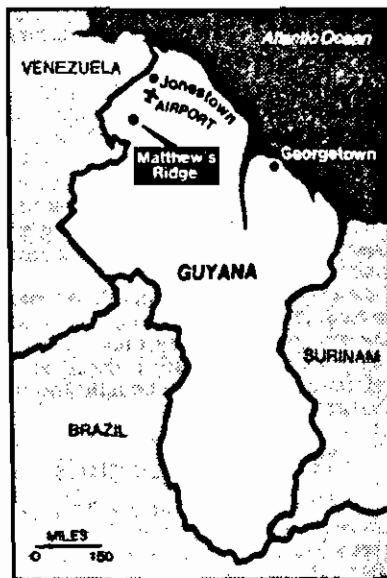 Atlantic Ocean
VENEZUELA
Jonestown
AIRPORT
Matthew's
Ridge
Georgetown
GUYANA
SURINAM
BRAZIL
MILES
0 150